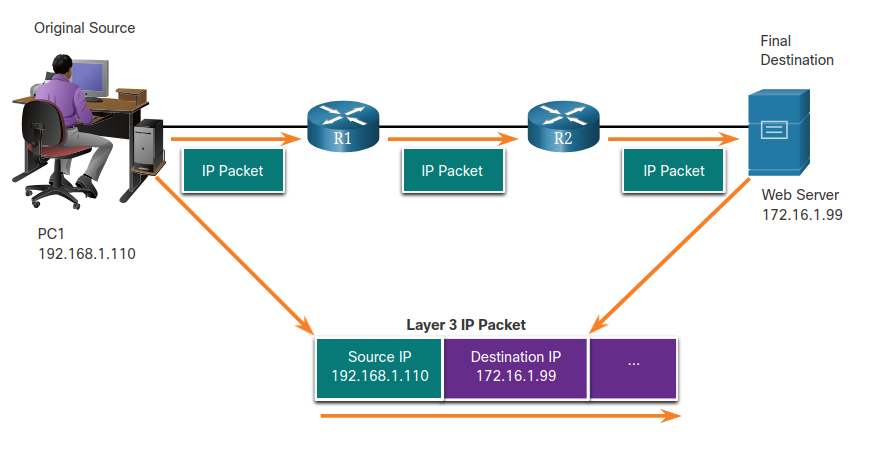 Original Source
Final
Destination
R1
R2
IP Packet
IP Packet
IP Packet
Web Server
172.16.1.99
PC1
192.168.1.110
Layer 3 IP Packet
Source IP
192.168.1.110
Destination IP
172.16.1.99
...